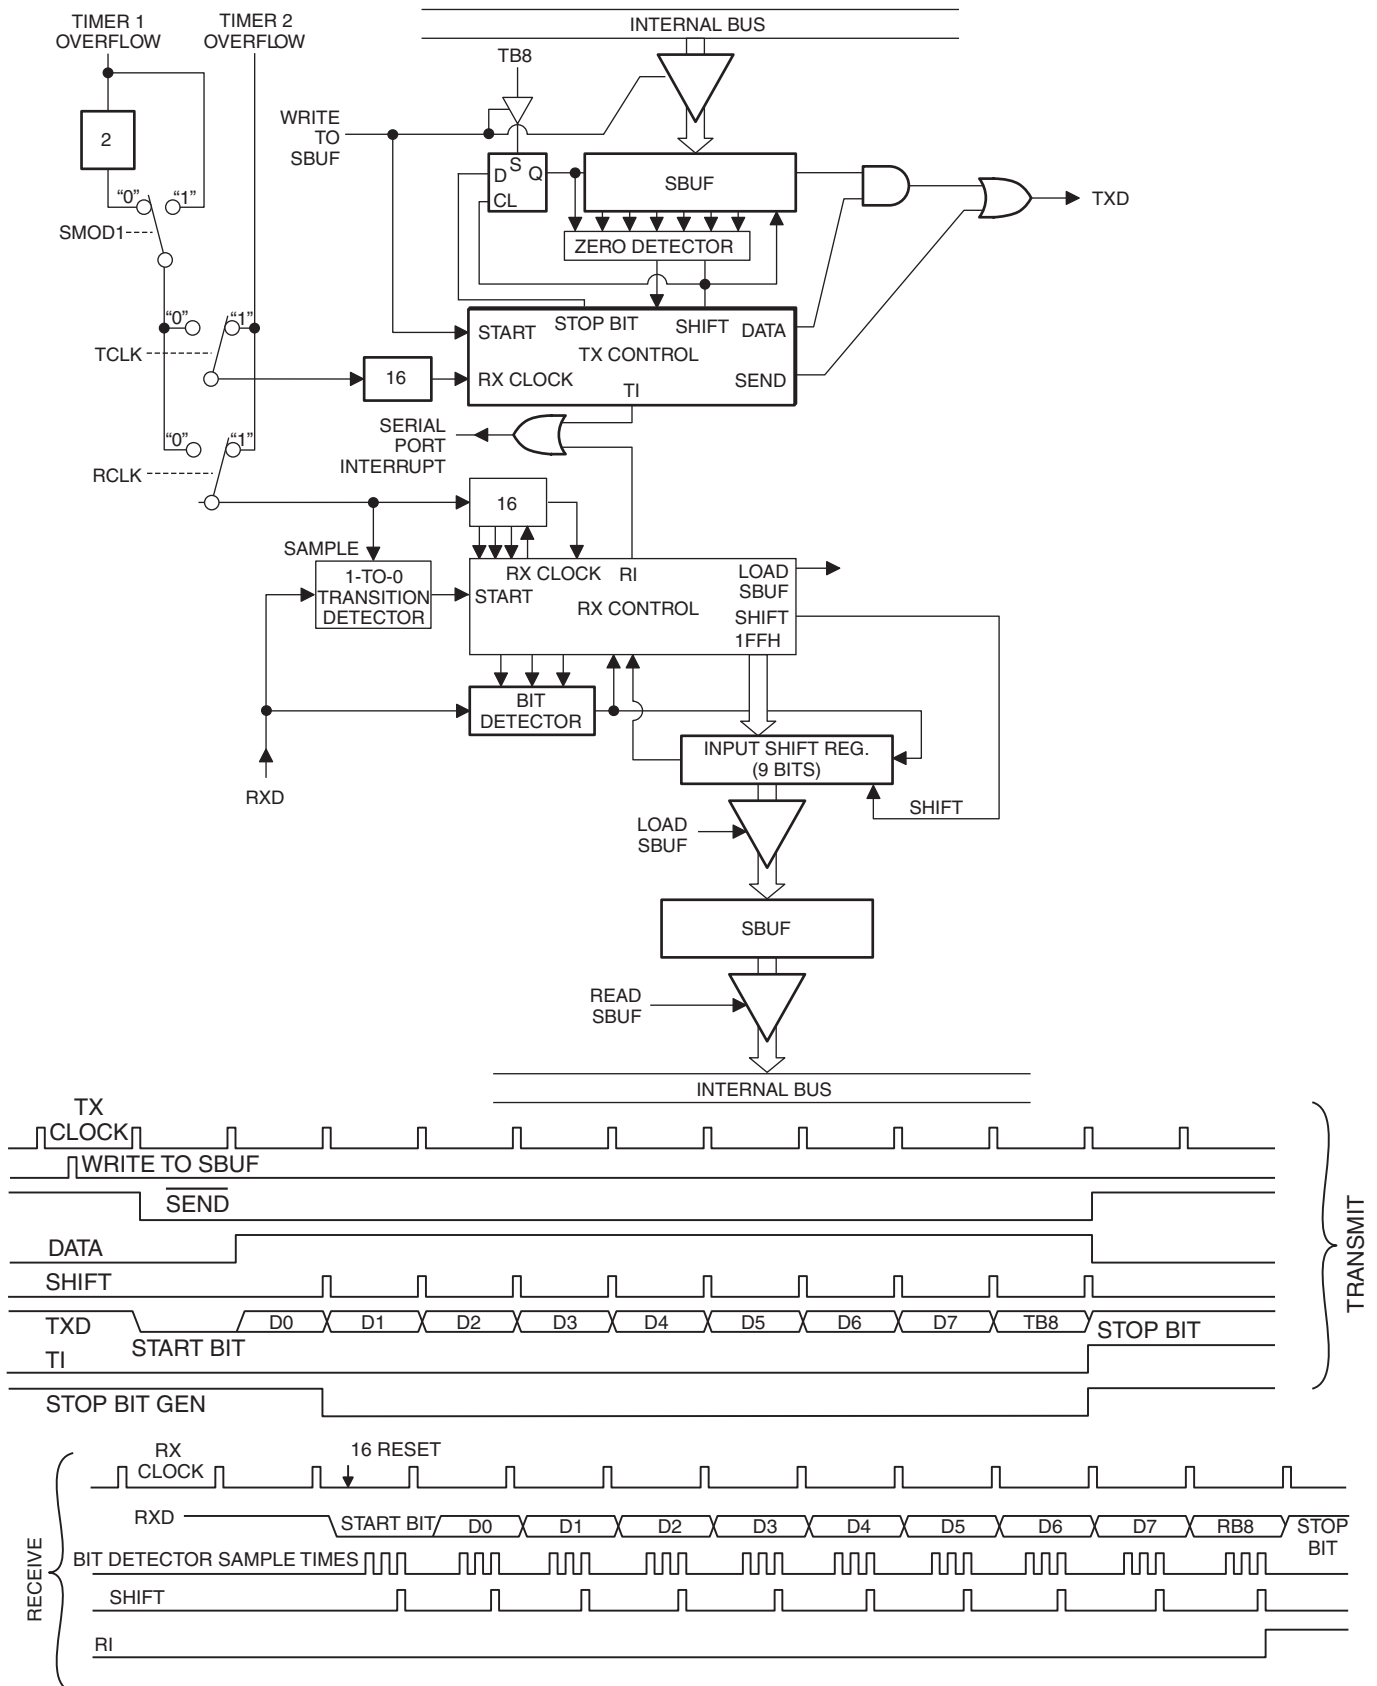 TIMER 1
OVERFLOW
TIMER 2
OVERFLOW
INTERNAL BUS
TB8
WRITE
TO
SBUF
2
“0”
“1”
SMOD1
D
S
Q
CL
SBUF
TXD
ZERO DETECTOR
“0”
“1”
TCLK
START
STOP BIT
SHIFT
DATA
TX CONTROL
16
RX CLOCK
SEND
TI
SERIAL
PORT
INTERRUPT
“0”
“1”
RCLK
16
SAMPLE
1-TO-0
TRANSITION
DETECTOR
RX CLOCK
RI
LOAD
SBUF
START
RX CONTROL
SHIFT
1FFH
BIT
DETECTOR
INPUT SHIFT REG.
(9 BITS)
RXD
SHIFT
LOAD
SBUF
SBUF
READ
SBUF
INTERNAL BUS
TX
CLOCK
WRITE TO SBUF
SEND
DATA
SHIFT
TXD
START BIT
D0
D1
D2
D3
D4
D5
D6
D7
TB8
STOP BIT
TI
STOP BIT GEN
TRANSMIT
RX
CLOCK
16 RESET
RXD
START BIT
D0
D1
D2
D3
D4
D5
D6
D7
RB8
STOP
BIT
BIT DETECTOR SAMPLE TIMES
SHIFT
RI
RECEIVE